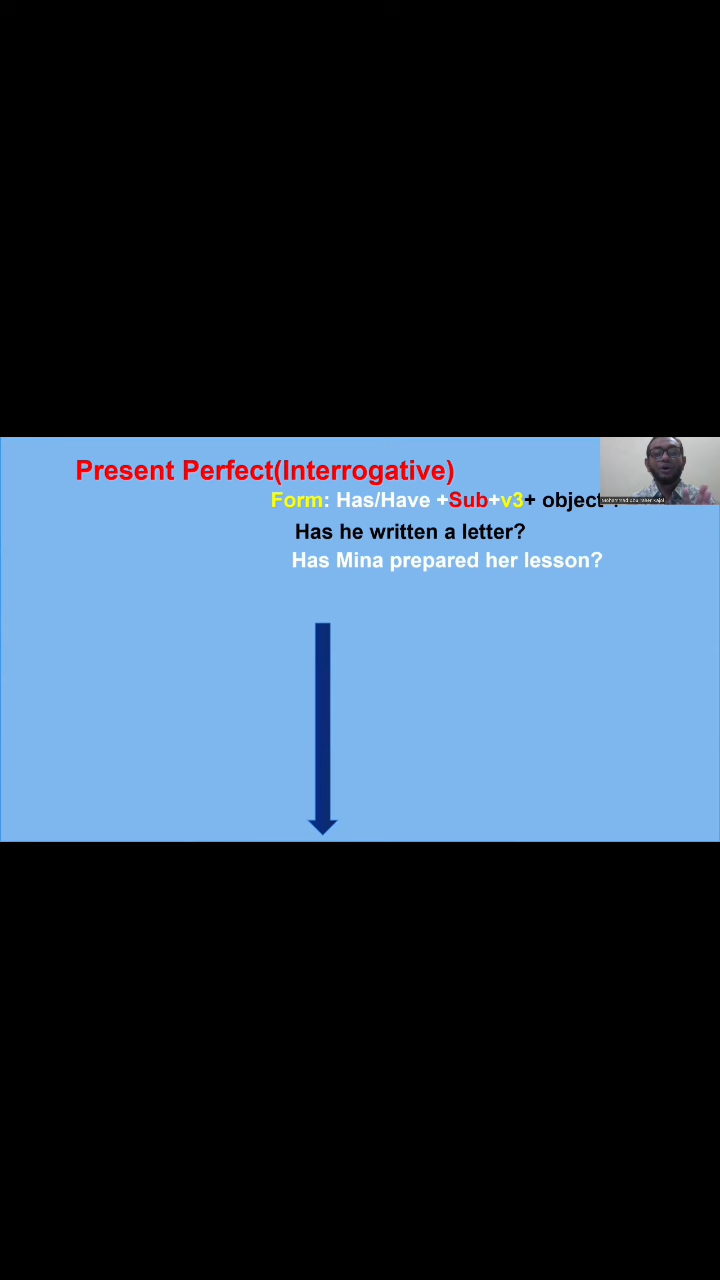 Present Perfect(Interrogative)
Form: Has/Have +Sub+v3+ object
Has he written a letter?
Has Mina prepared her lesson?